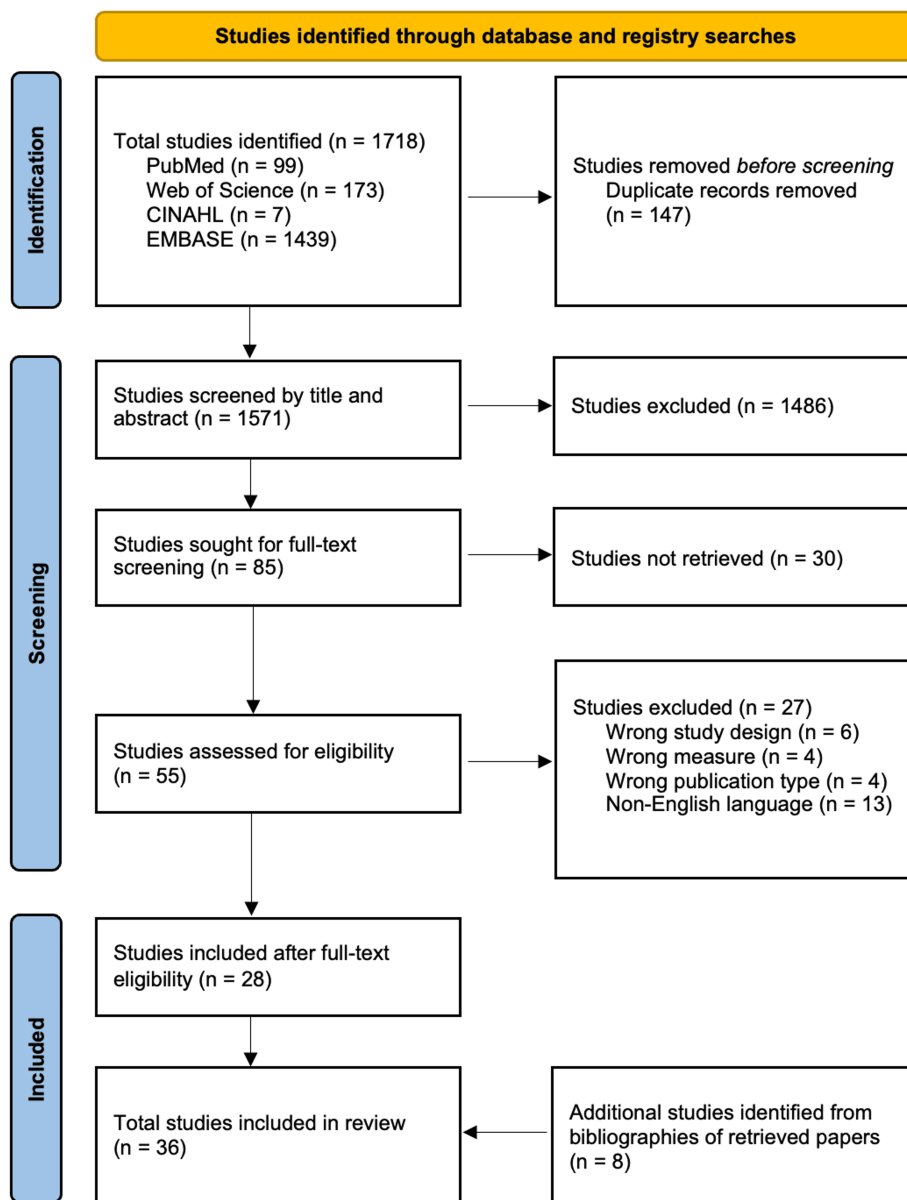 Studies identified through database and registry searches
Identification
Total studies identified (n = 1718)
PubMed (n = 99)
Web of Science (n = 173)
CINAHL (n = 7)
EMBASE (n = 1439)
Studies removed before screening
Duplicate records removed
(n = 147)
Screening
Studies screened by title and
abstract (n = 1571)
Studies excluded (n = 1486)
Studies sought for full-text
screening (n = 85)
Studies not retrieved (n = 30)
Studies assessed for eligibility
(n = 55)
Studies excluded (n = 27)
Wrong study design (n = 6)
Wrong measure (n = 4)
Wrong publication type (n = 4)
Non-English language (n = 13)
Included
Studies included after full-text
eligibility (n = 28)
Total studies included in review
(n = 36)
Additional studies identified from
bibliographies of retrieved papers
(n = 8)